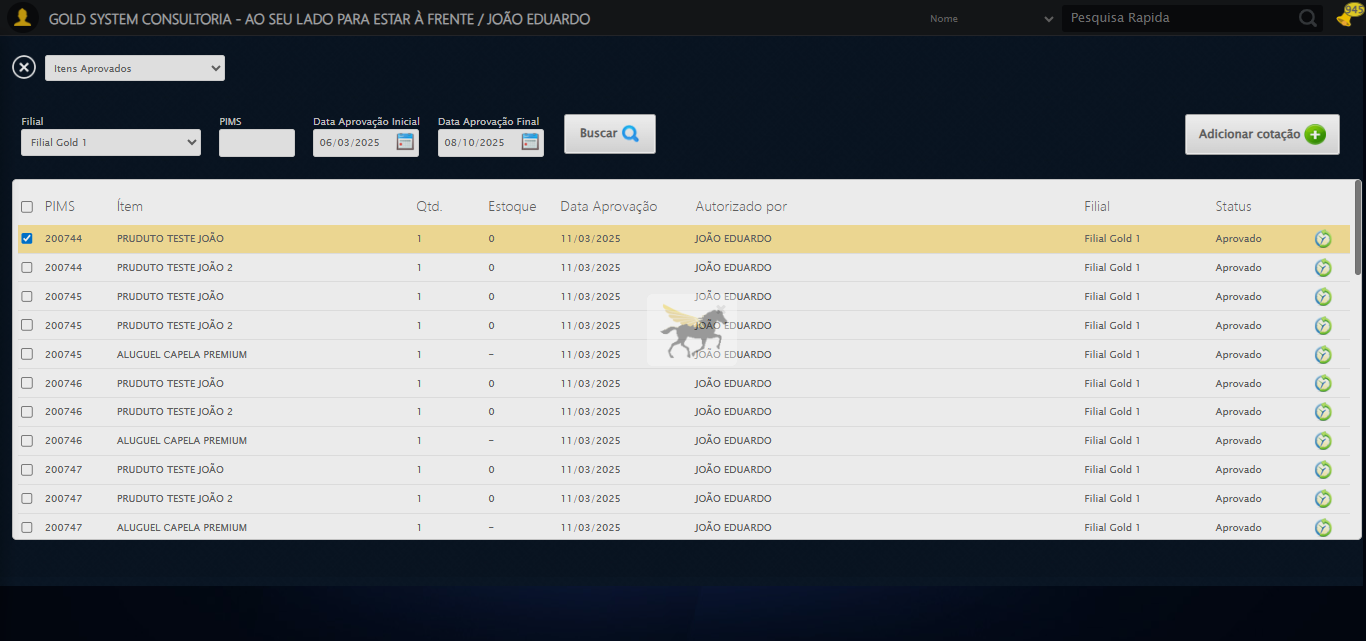 GOLD SYSTEM CONSULTORIA - AO SEU LADO PARA ESTAR À FRENTE / JOÃO EDUARDO Nome Pesquisa Rapida 945
Itens Aprovados
Filial PIMS Data Aprovação Inicial Data Aprovação Final
Filial Gold 1 06/03/2025 08/10/2025 Buscar Adicionar cotação
PIMS Ítem Qtd. Estoque Data Aprovação Autorizado por Filial Status
200744 PRUDUTO TESTE JOÃO 1 0 11/03/2025 JOÃO EDUARDO Filial Gold 1 Aprovado
200744 PRUDUTO TESTE JOÃO 2 1 0 11/03/2025 JOÃO EDUARDO Filial Gold 1 Aprovado
200745 PRUDUTO TESTE JOÃO 1 0 11/03/2025 JOÃO EDUARDO Filial Gold 1 Aprovado
200745 PRUDUTO TESTE JOÃO 2 1 0 11/03/2025 JOÃO EDUARDO Filial Gold 1 Aprovado
200745 ALUGUEL CAPELA PREMIUM 1 – 11/03/2025 JOÃO EDUARDO Filial Gold 1 Aprovado
200746 PRUDUTO TESTE JOÃO 1 0 11/03/2025 JOÃO EDUARDO Filial Gold 1 Aprovado
200746 PRUDUTO TESTE JOÃO 2 1 0 11/03/2025 JOÃO EDUARDO Filial Gold 1 Aprovado
200746 ALUGUEL CAPELA PREMIUM 1 – 11/03/2025 JOÃO EDUARDO Filial Gold 1 Aprovado
200747 PRUDUTO TESTE JOÃO 1 0 11/03/2025 JOÃO EDUARDO Filial Gold 1 Aprovado
200747 PRUDUTO TESTE JOÃO 2 1 0 11/03/2025 JOÃO EDUARDO Filial Gold 1 Aprovado
200747 ALUGUEL CAPELA PREMIUM 1 – 11/03/2025 JOÃO EDUARDO Filial Gold 1 Aprovado